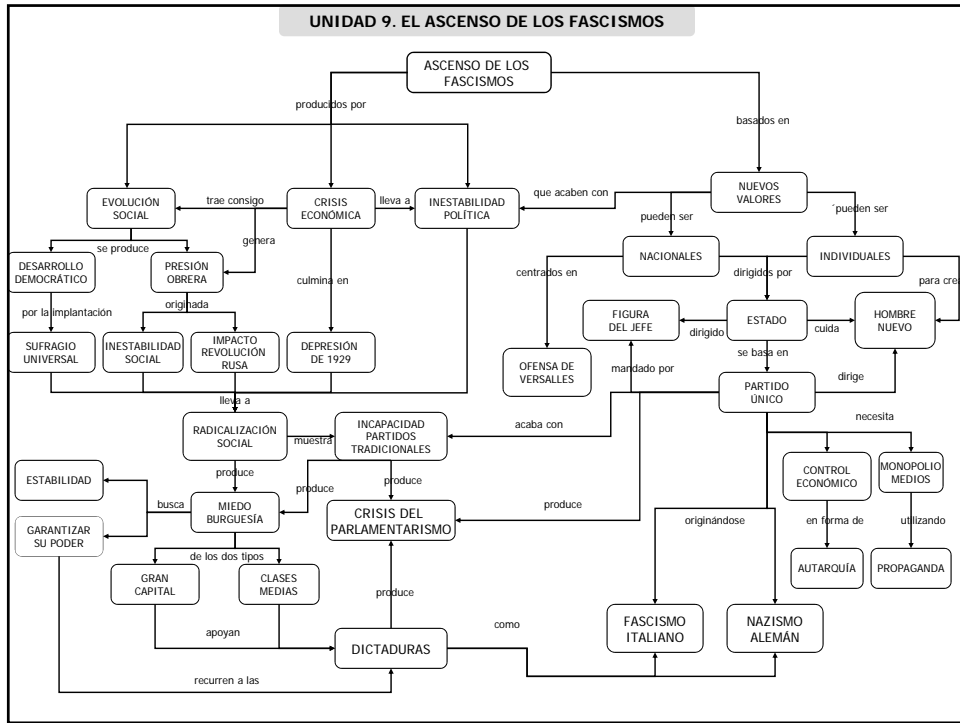 UNIDAD 9. EL ASCENSO DE LOS FASCISMOS
ASCENSO DE LOS
FASCISMOS
producidos por
basados en
EVOLUCIÓN
SOCIAL
trae consigo
CRISIS
ECONÓMICA
lleva a
INESTABILIDAD
POLÍTICA
que acaben con
NUEVOS
VALORES
se produce
genera
pueden ser
´pueden ser
DESARROLLO
DEMOCRÁTICO
PRESIÓN
OBRERA
culmina en
centrados en
NACIONALES
dirigidos por
INDIVIDUALES
para crea
por la implantación
originada
SUFRAGIO
UNIVERSAL
INESTABILIDAD
SOCIAL
IMPACTO
REVOLUCIÓN
RUSA
DEPRESIÓN
DE 1929
OFENSA DE
VERSALLES
FIGURA
DEL JEFE
dirigido
ESTADO
cuida
HOMBRE
NUEVO
mandado por
se basa en
dirige
PARTIDO
ÚNICO
lleva a
RADICALIZACIÓN
SOCIAL
muestra
INCAPACIDAD
PARTIDOS
TRADICIONALES
acaba con
necesita
ESTABILIDAD
produce
produce
produce
CONTROL
ECONÓMICO
MONOPOLIO
MEDIOS
busca
MIEDO
BURGUESÍA
CRISIS DEL
PARLAMENTARISMO
produce
originándose
en forma de
utilizando
GARANTIZAR
SU PODER
de los dos tipos
GRAN
CAPITAL
CLASES
MEDIAS
AUTARQUÍA
PROPAGANDA
produce
apoyan
DICTADURAS
como
FASCISMO
ITALIANO
NAZISMO
ALEMÁN
recurren a las